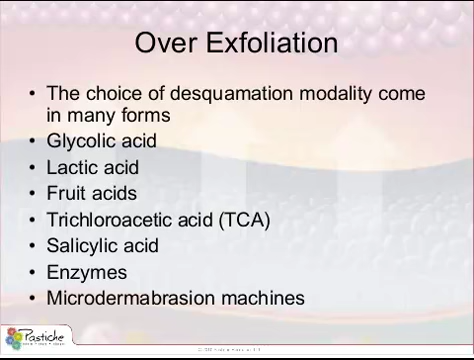 Over Exfoliation
• The choice of desquamation modality come
in many forms
• Glycolic acid
• Lactic acid
• Fruit acids
• Trichloroacetic acid (TCA)
• Salicylic acid
• Enzymes
• Microdermabrasion machines
Pastiche